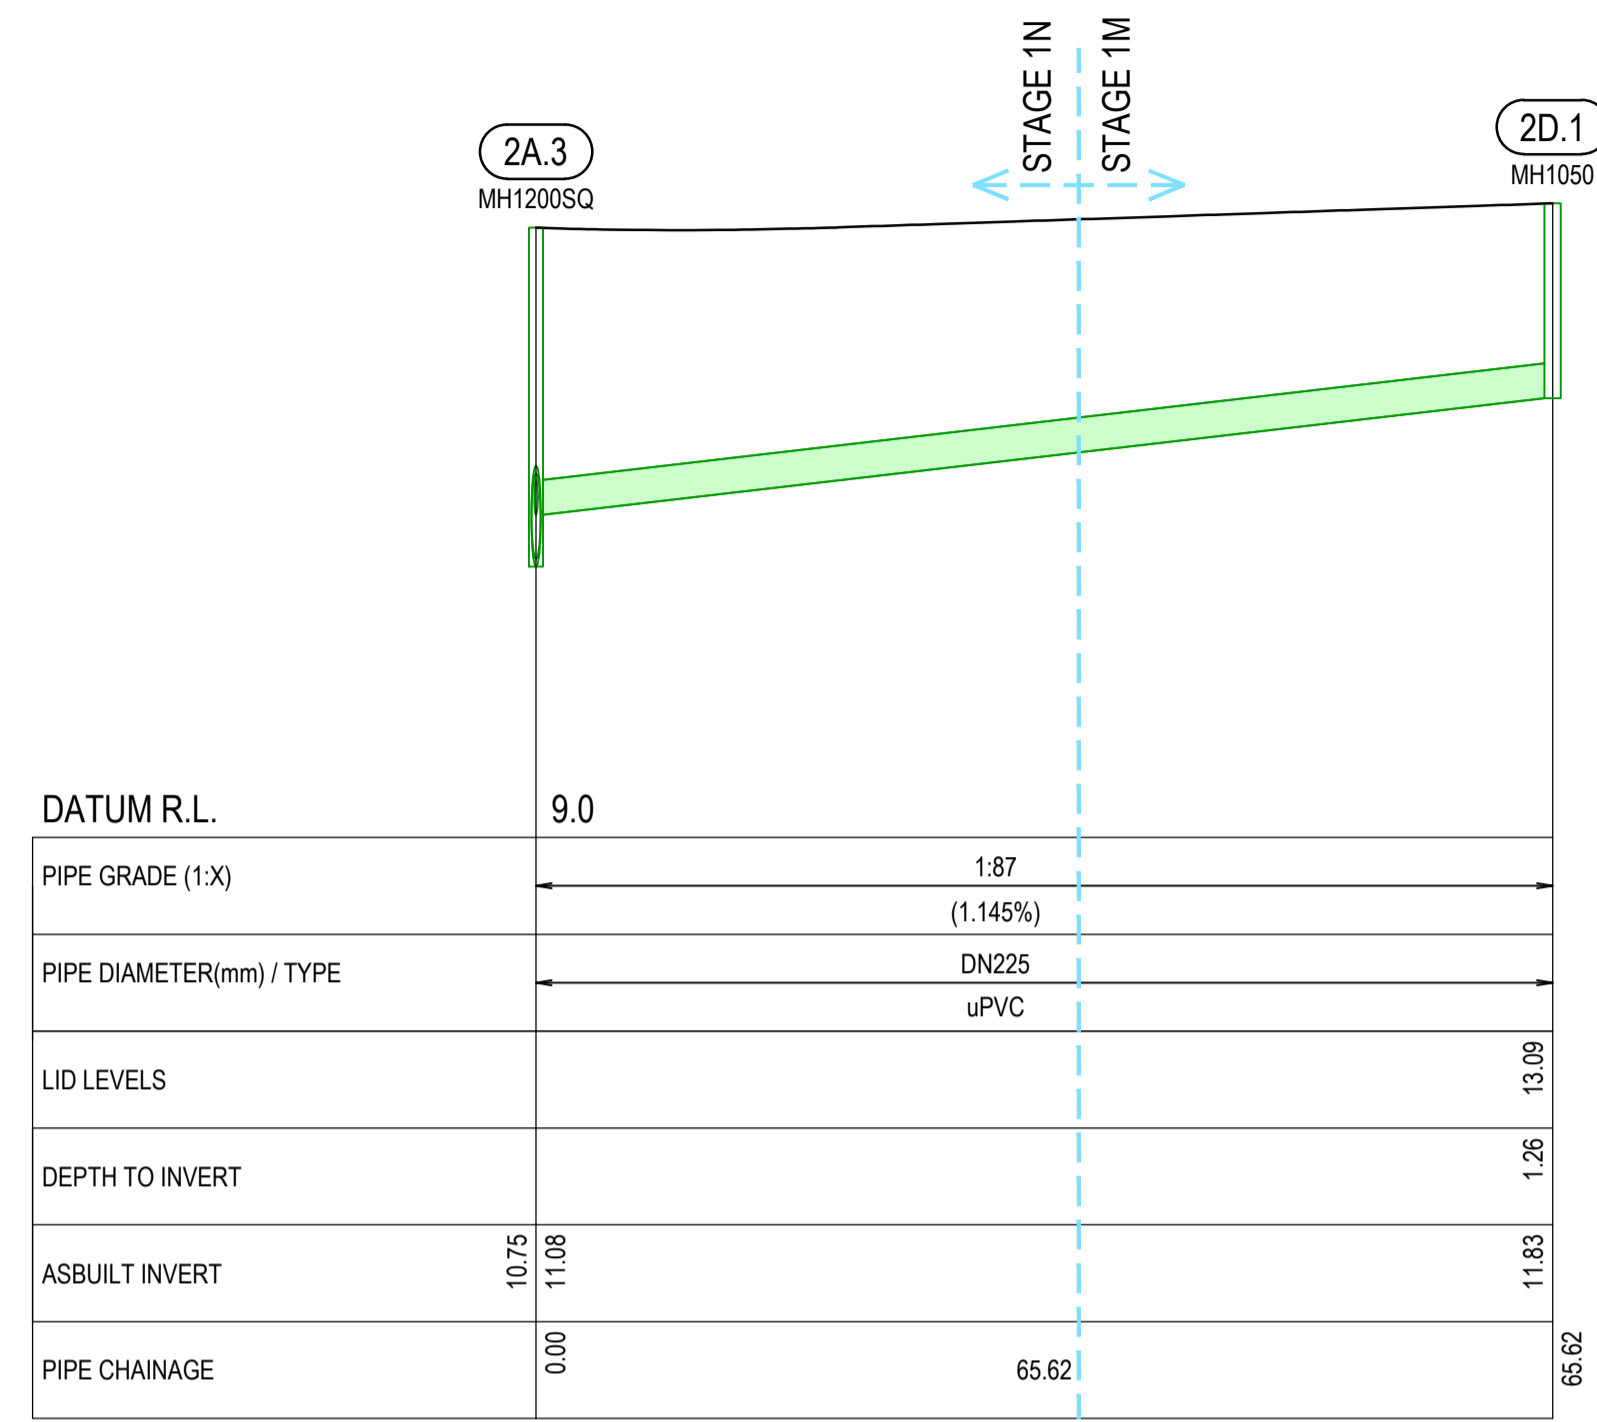 STAGE 1N
STAGE 1M
2A.3
MH1200SQ
2D.1
MH1050
DATUM R.L. 9.0
PIPE GRADE (1:X) 1:87
(1.145%)
PIPE DIAMETER(mm) / TYPE DN225
uPVC
LID LEVELS 13.09
DEPTH TO INVERT 1.26
ASBUILT INVERT 10.75 11.08 11.83
PIPE CHAINAGE 0.00 65.62 65.62